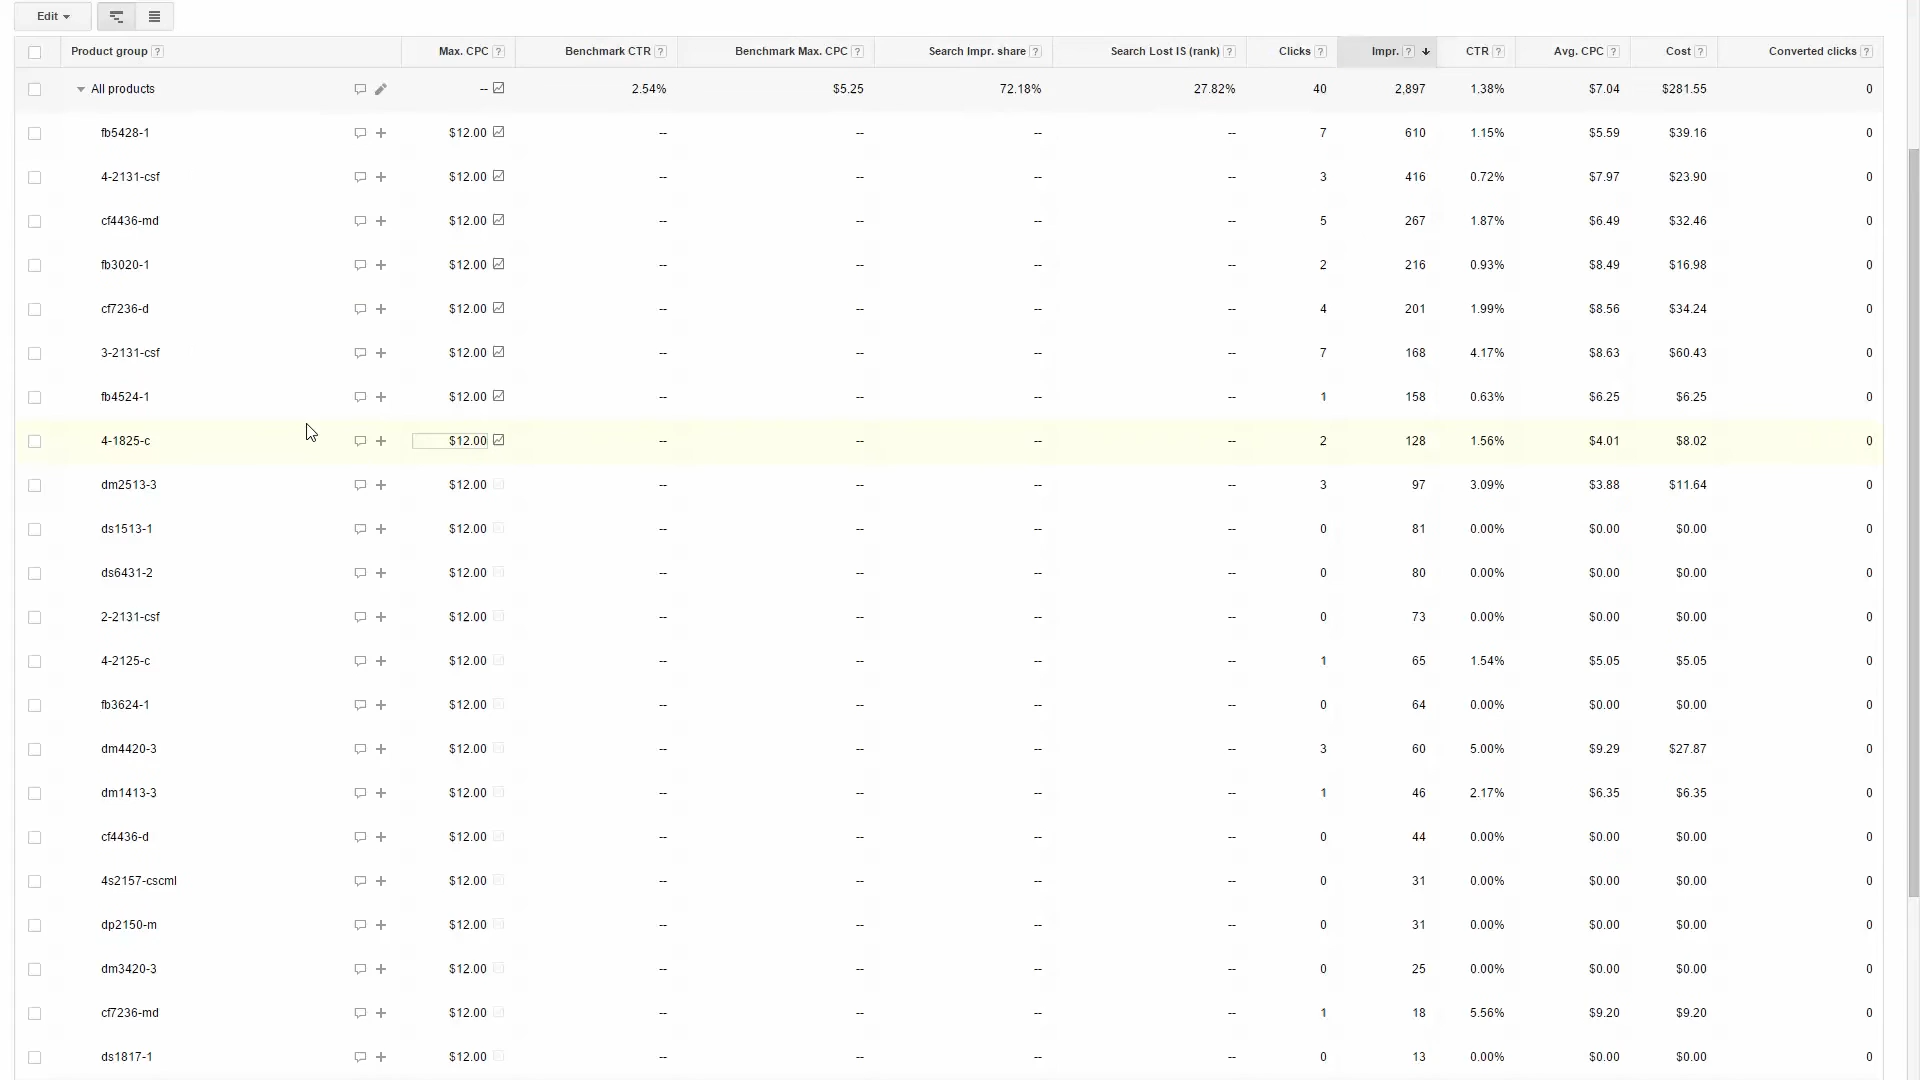 Edit
Product group ? Max. CPC ? Benchmark CTR ? Benchmark Max. CPC ? Search Impr. share ? Search Lost IS (rank) ? Clicks ? Impr. ? CTR ? Avg. CPC ? Cost ? Converted clicks ?
All products -- 2.54% $5.25 72.18% 27.82% 40 2,897 1.38% $7.04 $281.55 0
fb5428-1 $12.00 -- -- -- -- 7 610 1.15% $5.59 $39.16 0
4-2131-csf $12.00 -- -- -- -- 3 416 0.72% $7.97 $23.90 0
cf4436-md $12.00 -- -- -- -- 5 267 1.87% $6.49 $32.46 0
fb3020-1 $12.00 -- -- -- -- 2 216 0.93% $8.49 $16.98 0
cf7236-d $12.00 -- -- -- -- 4 201 1.99% $8.56 $34.24 0
3-2131-csf $12.00 -- -- -- -- 7 168 4.17% $8.63 $60.43 0
fb4524-1 $12.00 -- -- -- -- 1 158 0.63% $6.25 $6.25 0
4-1825-c $12.00 -- -- -- -- 2 128 1.56% $4.01 $8.02 0
dm2513-3 $12.00 -- -- -- -- 3 97 3.09% $3.88 $11.64 0
ds1513-1 $12.00 -- -- -- -- 0 81 0.00% $0.00 $0.00 0
ds6431-2 $12.00 -- -- -- -- 0 80 0.00% $0.00 $0.00 0
2-2131-csf $12.00 -- -- -- -- 0 73 0.00% $0.00 $0.00 0
4-2125-c $12.00 -- -- -- -- 1 65 1.54% $5.05 $5.05 0
fb3624-1 $12.00 -- -- -- -- 0 64 0.00% $0.00 $0.00 0
dm4420-3 $12.00 -- -- -- -- 3 60 5.00% $9.29 $27.87 0
dm1413-3 $12.00 -- -- -- -- 1 46 2.17% $6.35 $6.35 0
cf4436-d $12.00 -- -- -- -- 0 44 0.00% $0.00 $0.00 0
4s2157-cscml $12.00 -- -- -- -- 0 31 0.00% $0.00 $0.00 0
dp2150-m $12.00 -- -- -- -- 0 31 0.00% $0.00 $0.00 0
dm3420-3 $12.00 -- -- -- -- 0 25 0.00% $0.00 $0.00 0
cf7236-md $12.00 -- -- -- -- 1 18 5.56% $9.20 $9.20 0
ds1817-1 $12.00 -- -- -- -- 0 13 0.00% $0.00 $0.00 0